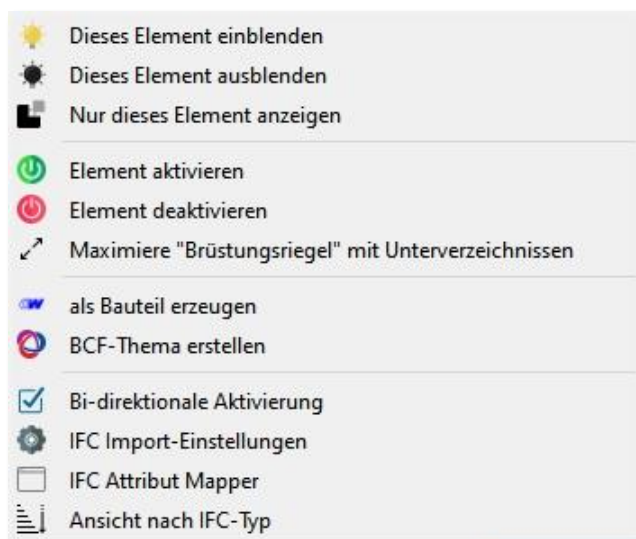 Dieses Element einblenden
Dieses Element ausblenden
Nur dieses Element anzeigen
Element aktivieren
Element deaktivieren
Maximiere "Brüstungsriegel" mit Unterverzeichnissen
als Bauteil erzeugen
BCF-Thema erstellen
Bi-direktionale Aktivierung
IFC Import-Einstellungen
IFC Attribut Mapper
Ansicht nach IFC-Typ